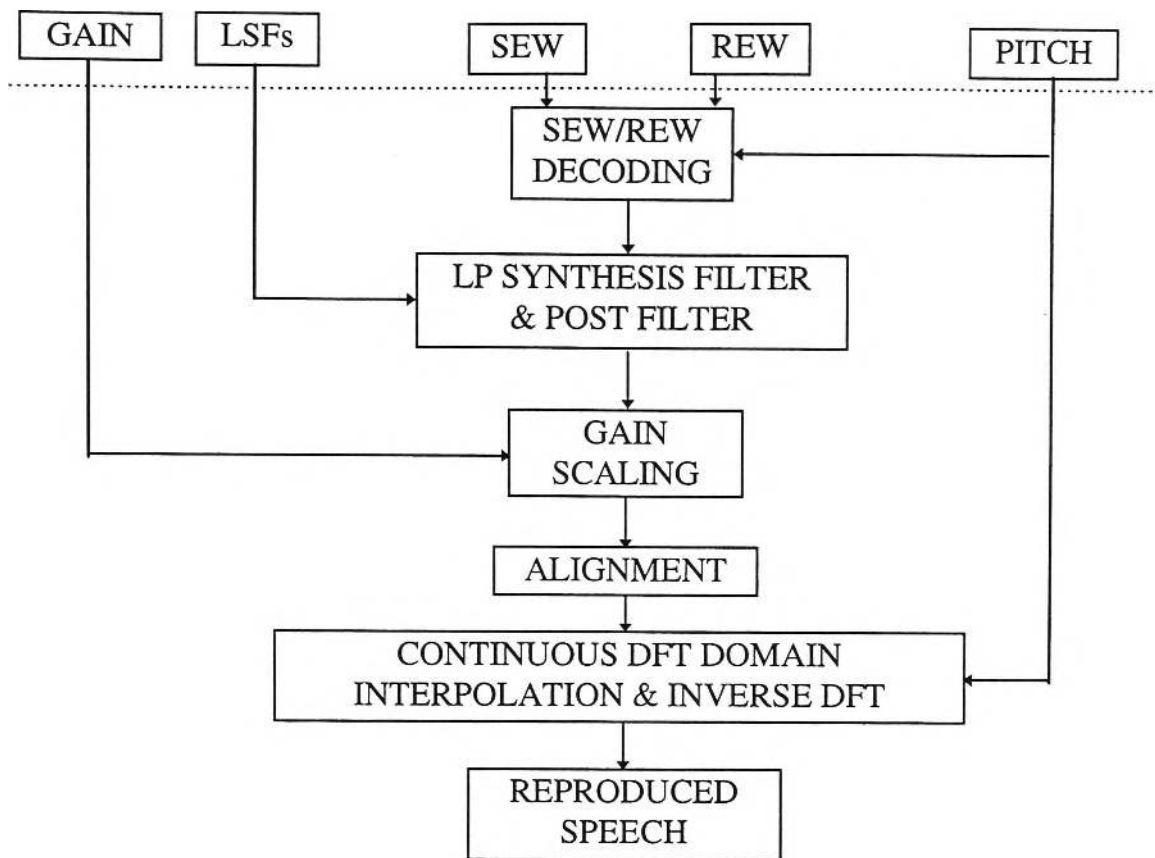 GAIN
LSFs
SEW
REW
PITCH
SEW/REW
DECODING
LP SYNTHESIS FILTER
& POST FILTER
GAIN
SCALING
ALIGNMENT
CONTINUOUS DFT DOMAIN
INTERPOLATION & INVERSE DFT
REPRODUCED
SPEECH